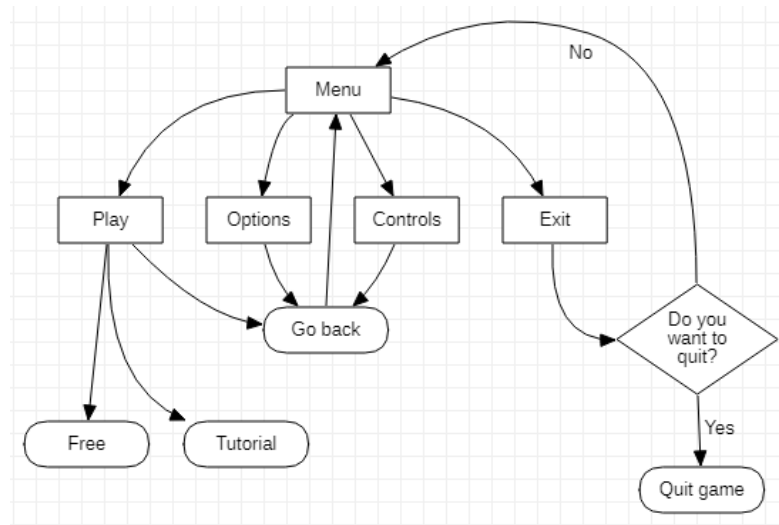 No
Menu
Play
Options
Controls
Exit
Go back
Do you
want to
quit?
Yes
Free
Tutorial
Quit game